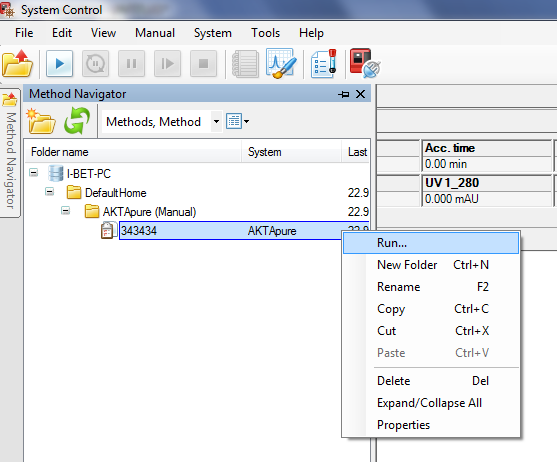 System Control
File Edit View Manual System Tools Help
Method Navigator
Method Navigator
Methods, Method
Folder name System Last
I-BET-PC
DefaultHome 22.9
AKTApure (Manual) 22.9
343434 AKTApure
Acc. time
0.00 min
UV 1_280
0.000 mAU
Run...
New Folder Ctrl+N
Rename F2
Copy Ctrl+C
Cut Ctrl+X
Paste Ctrl+V
Delete Del
Expand/Collapse All
Properties